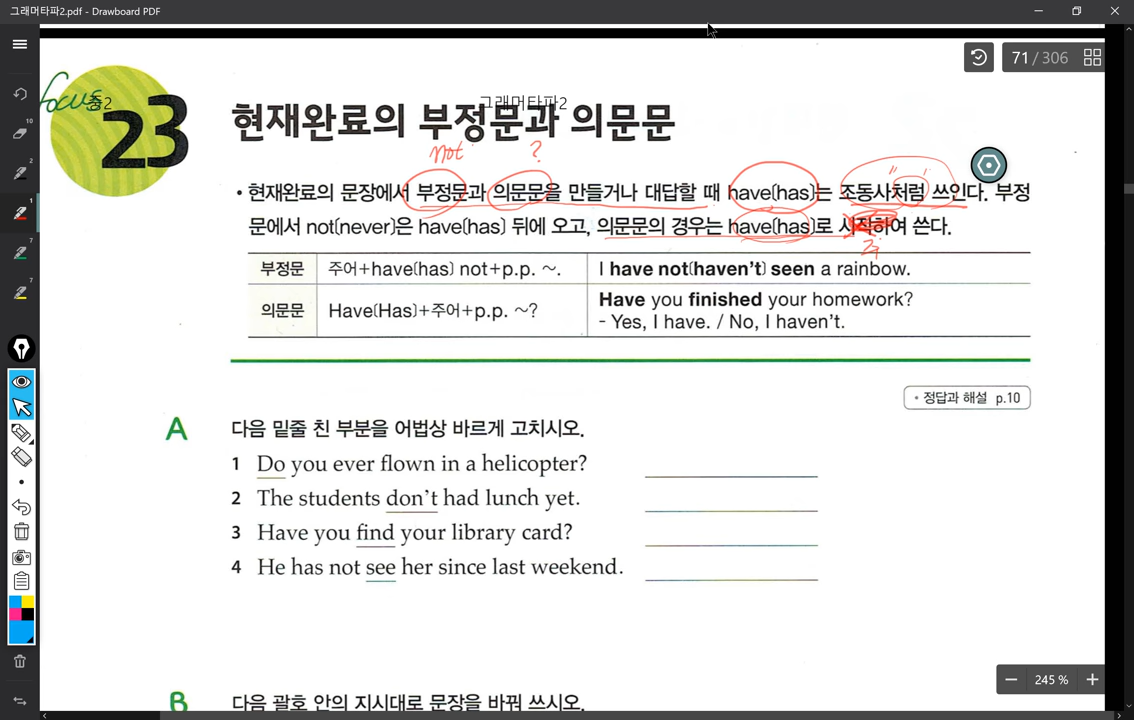 그래머타파2.pdf - Drawboard PDF
71 / 306
focus
중2
23
그래머타파2
현재완료의 부정문과 의문문
not
?
• 현재완료의 문장에서 부정문과 의문문을 만들거나 대답할 때 have(has)는 조동사처럼 쓰인다. 부정
문에서 not(never)은 have(has) 뒤에 오고, 의문문의 경우는 have(has)로 시작하여 쓴다.
부정문 주어+have(has) not+p.p. ~. I have not(haven't) seen a rainbow.
의문문 Have(Has)+주어+p.p. ~? Have you finished your homework?
- Yes, I have. / No, I haven't.
• 정답과 해설 p.10
A 다음 밑줄 친 부분을 어법상 바르게 고치시오.
1 Do you ever flown in a helicopter?
2 The students don't had lunch yet.
3 Have you find your library card?
4 He has not see her since last weekend.
B 다음 괄호 안의 지시대로 문장을 바꿔 쓰시오.
10
2
1
7
7
245 %